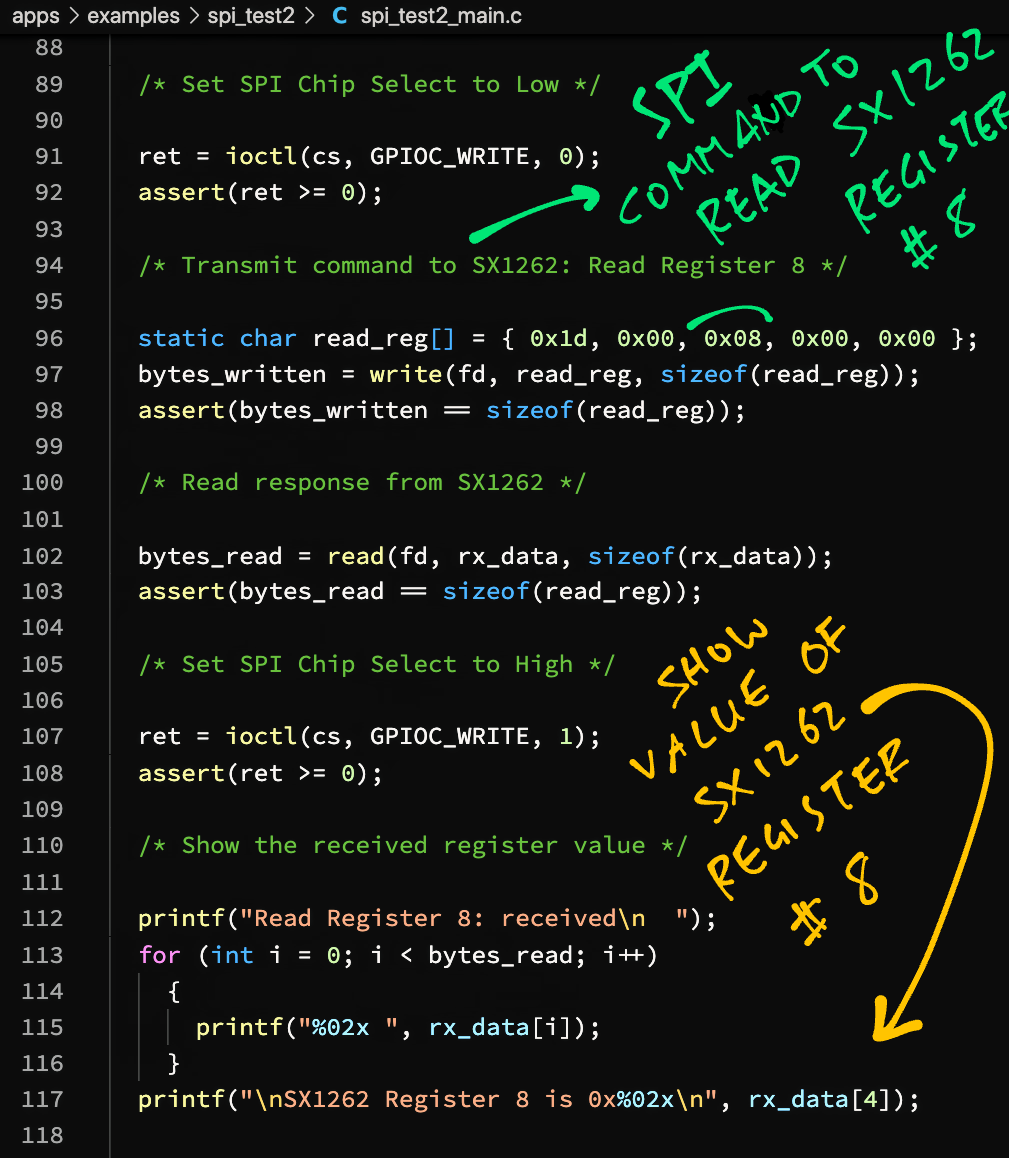 apps > examples > spi_test2 > C spi_test2_main.c
88
89 /* Set SPI Chip Select to Low */
90
91 ret = ioctl(cs, GPIOC_WRITE, 0);
92 assert(ret >= 0);
93
94 /* Transmit command to SX1262: Read Register 8 */
95
96 static char read_reg[] = { 0x1d, 0x00, 0x08, 0x00, 0x00 };
97 bytes_written = write(fd, read_reg, sizeof(read_reg));
98 assert(bytes_written == sizeof(read_reg));
99
100 /* Read response from SX1262 */
101
102 bytes_read = read(fd, rx_data, sizeof(rx_data));
103 assert(bytes_read == sizeof(read_reg));
104
105 /* Set SPI Chip Select to High */
106
107 ret = ioctl(cs, GPIOC_WRITE, 1);
108 assert(ret >= 0);
109
110 /* Show the received register value */
111
112 printf("Read Register 8: received\n  ");
113 for (int i = 0; i < bytes_read; i++)
114 {
115 printf("%02x ", rx_data[i]);
116 }
117 printf("\nSX1262 Register 8 is 0x%02x\n", rx_data[4]);
118
SPI
COMMAND TO
READ SX1262
REGISTER
# 8
SHOW
VALUE OF
SX1262
REGISTER
# 8